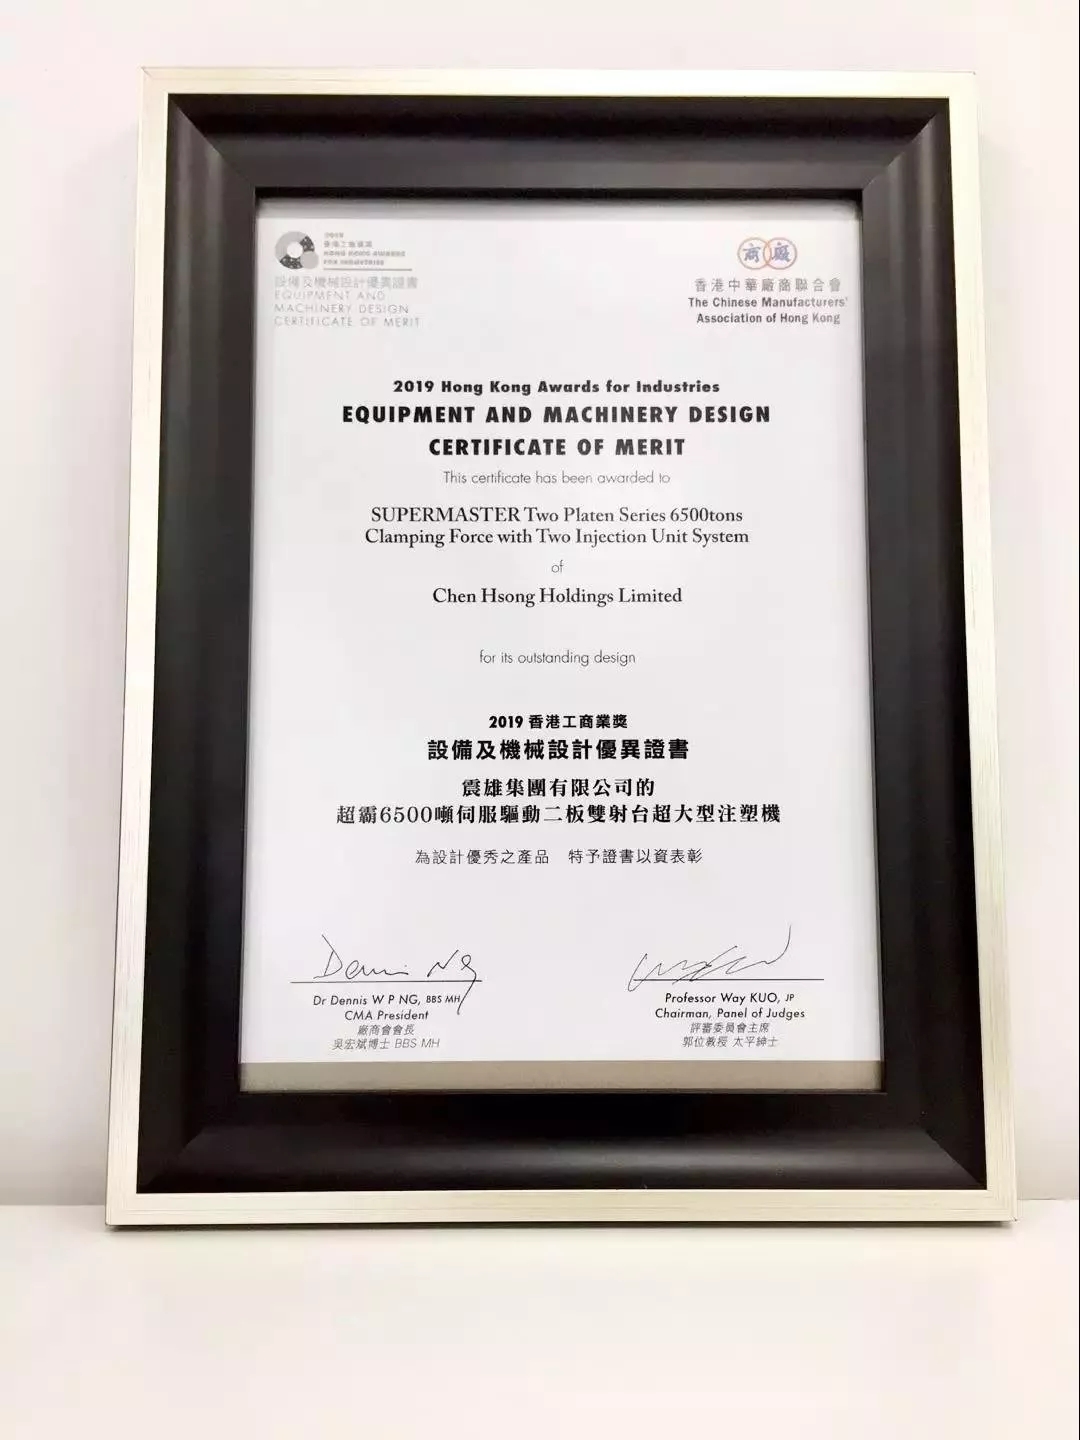 2019
香港工商業獎
HONG KONG AWARDS
FOR INDUSTRIES
設備及機械設計優異證書
EQUIPMENT AND
MACHINERY DESIGN
CERTIFICATE OF MERIT
商 廠
香港中華廠商聯合會
The Chinese Manufacturers'
Association of Hong Kong
2019 Hong Kong Awards for Industries
EQUIPMENT AND MACHINERY DESIGN
CERTIFICATE OF MERIT
This certificate has been awarded to
SUPERMASTER Two Platen Series 6500tons
Clamping Force with Two Injection Unit System
of
Chen Hsong Holdings Limited
for its outstanding design
2019 香港工商業獎
設備及機械設計優異證書
震雄集團有限公司的
超霸6500噸伺服驅動二板雙射台超大型注塑機
為設計優秀之產品 特予證書以資表彰
Dennis Ng
Dr Dennis W P NG, BBS MH
CMA President
廠商會會長
吳宏斌博士 BBS MH
Professor Way KUO, JP
Chairman, Panel of Judges
評審委員會主席
郭位教授 太平紳士